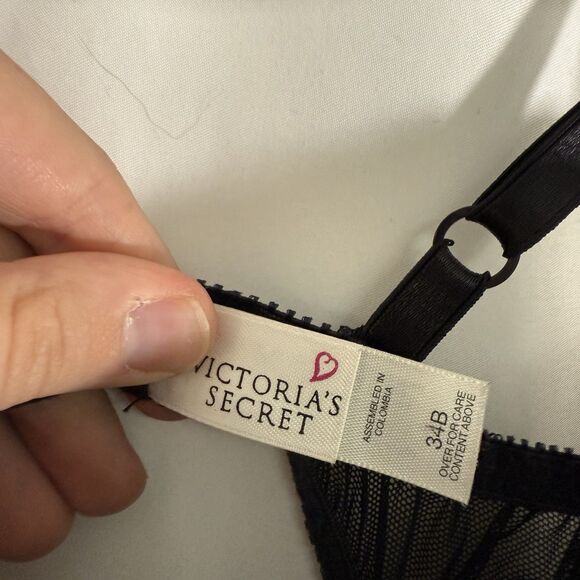 VICTORIA'S
SECRET
ASSEMBLED IN
COLOMBIA
34B
OVER FOR CARE
CONTENT ABOVE